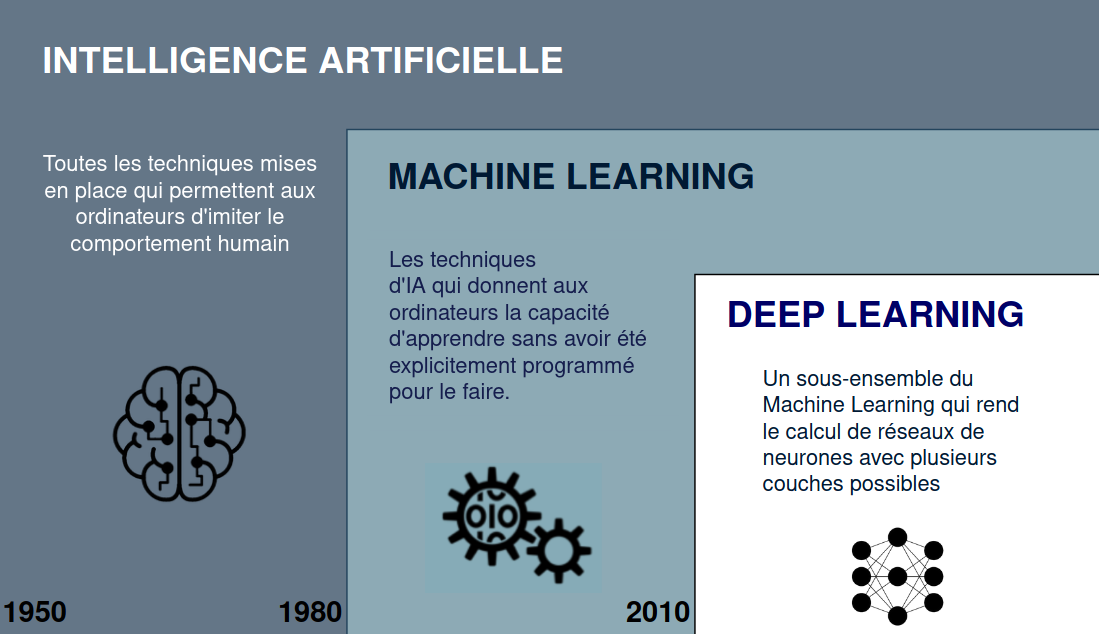 INTELLIGENCE ARTIFICIELLE
Toutes les techniques mises
en place qui permettent aux
ordinateurs d'imiter le
comportement humain
MACHINE LEARNING
Les techniques
d'IA qui donnent aux
ordinateurs la capacité
d'apprendre sans avoir été
explicitement programmé
pour le faire.
DEEP LEARNING
Un sous-ensemble du
Machine Learning qui rend
le calcul de réseaux de
neurones avec plusieurs
couches possibles
OIO
1950
1980
2010